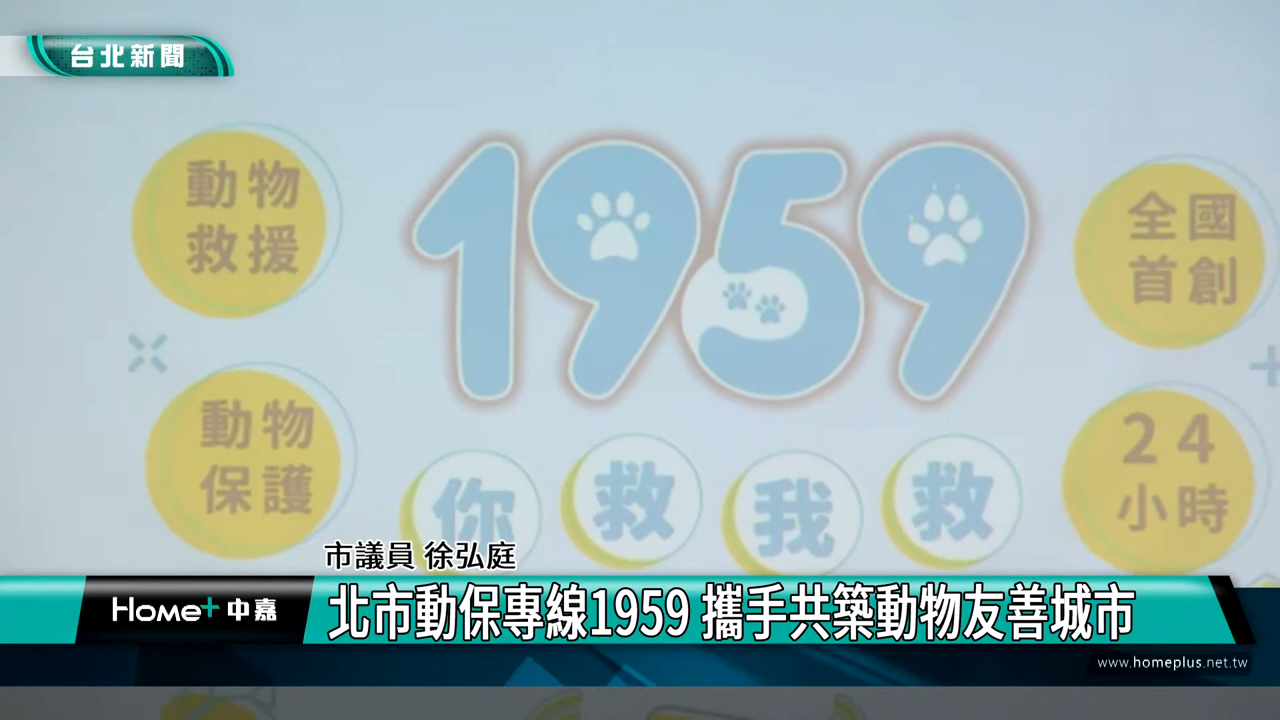 台北新聞
動物
救援
1959
全國
首創
動物
保護
24
小時
你救我救
市議員 徐弘庭
Home+ 中嘉
北市動保專線1959 攜手共築動物友善城市
www.homeplus.net.tw